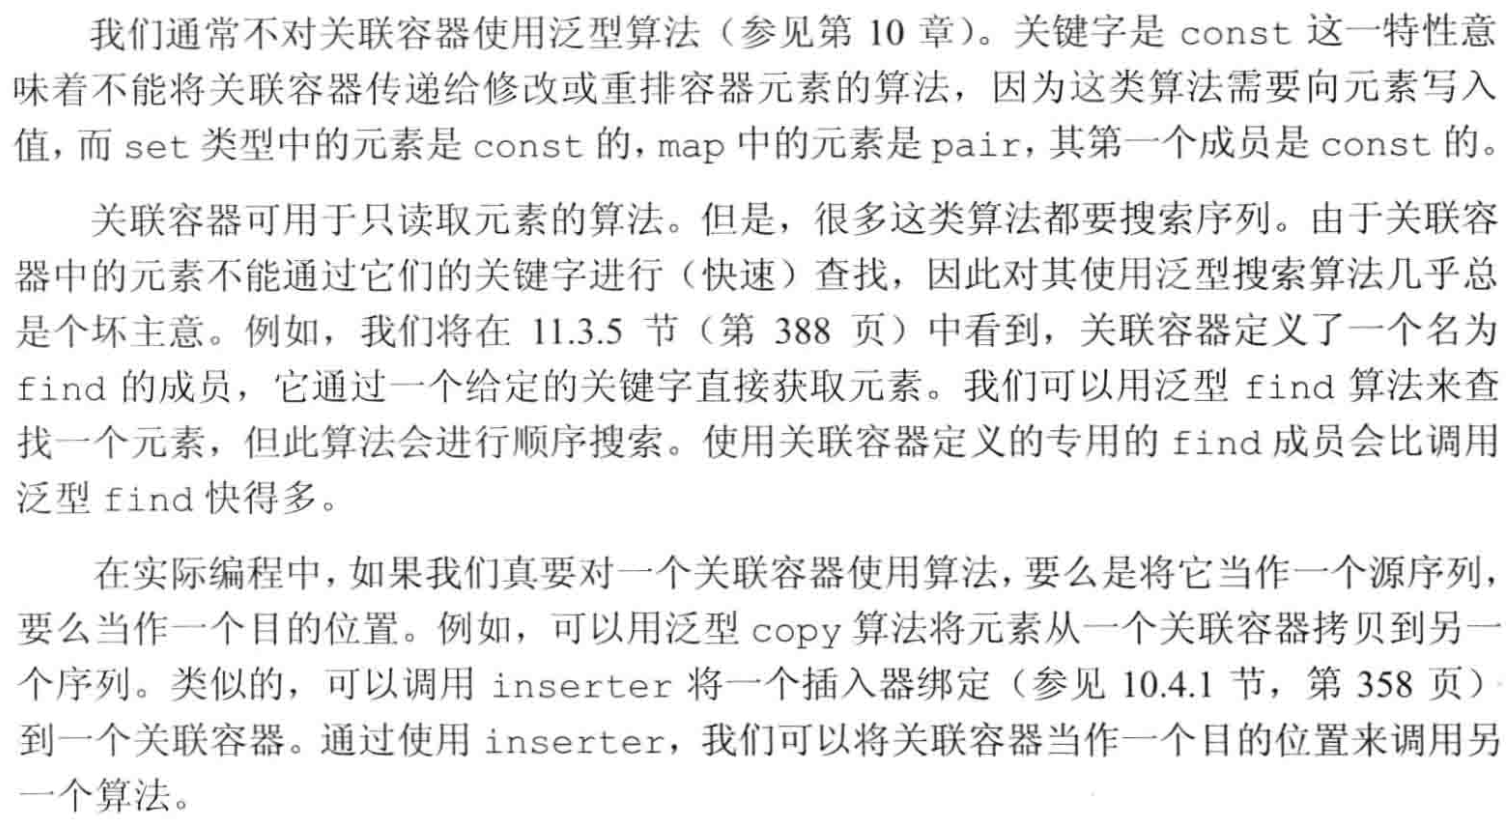 我们通常不对关联容器使用泛型算法（参见第 10 章）。关键字是 const 这一特性意
味着不能将关联容器传递给修改或重排容器元素的算法，因为这类算法需要向元素写入
值，而 set 类型中的元素是 const 的，map 中的元素是 pair，其第一个成员是 const 的。
关联容器可用于只读取元素的算法。但是，很多这类算法都要搜索序列。由于关联容
器中的元素不能通过它们的关键字进行（快速）查找，因此对其使用泛型搜索算法几乎总
是个坏主意。例如，我们将在 11.3.5 节（第 388 页）中看到，关联容器定义了一个名为
find 的成员，它通过一个给定的关键字直接获取元素。我们可以用泛型 find 算法来查
找一个元素，但此算法会进行顺序搜索。使用关联容器定义的专用的 find 成员会比调用
泛型 find 快得多。
在实际编程中，如果我们真要对一个关联容器使用算法，要么是将它当作一个源序列，
要么当作一个目的位置。例如，可以用泛型 copy 算法将元素从一个关联容器拷贝到另一
个序列。类似的，可以调用 inserter 将一个插入器绑定（参见 10.4.1 节，第 358 页）
到一个关联容器。通过使用 inserter，我们可以将关联容器当作一个目的位置来调用另
一个算法。